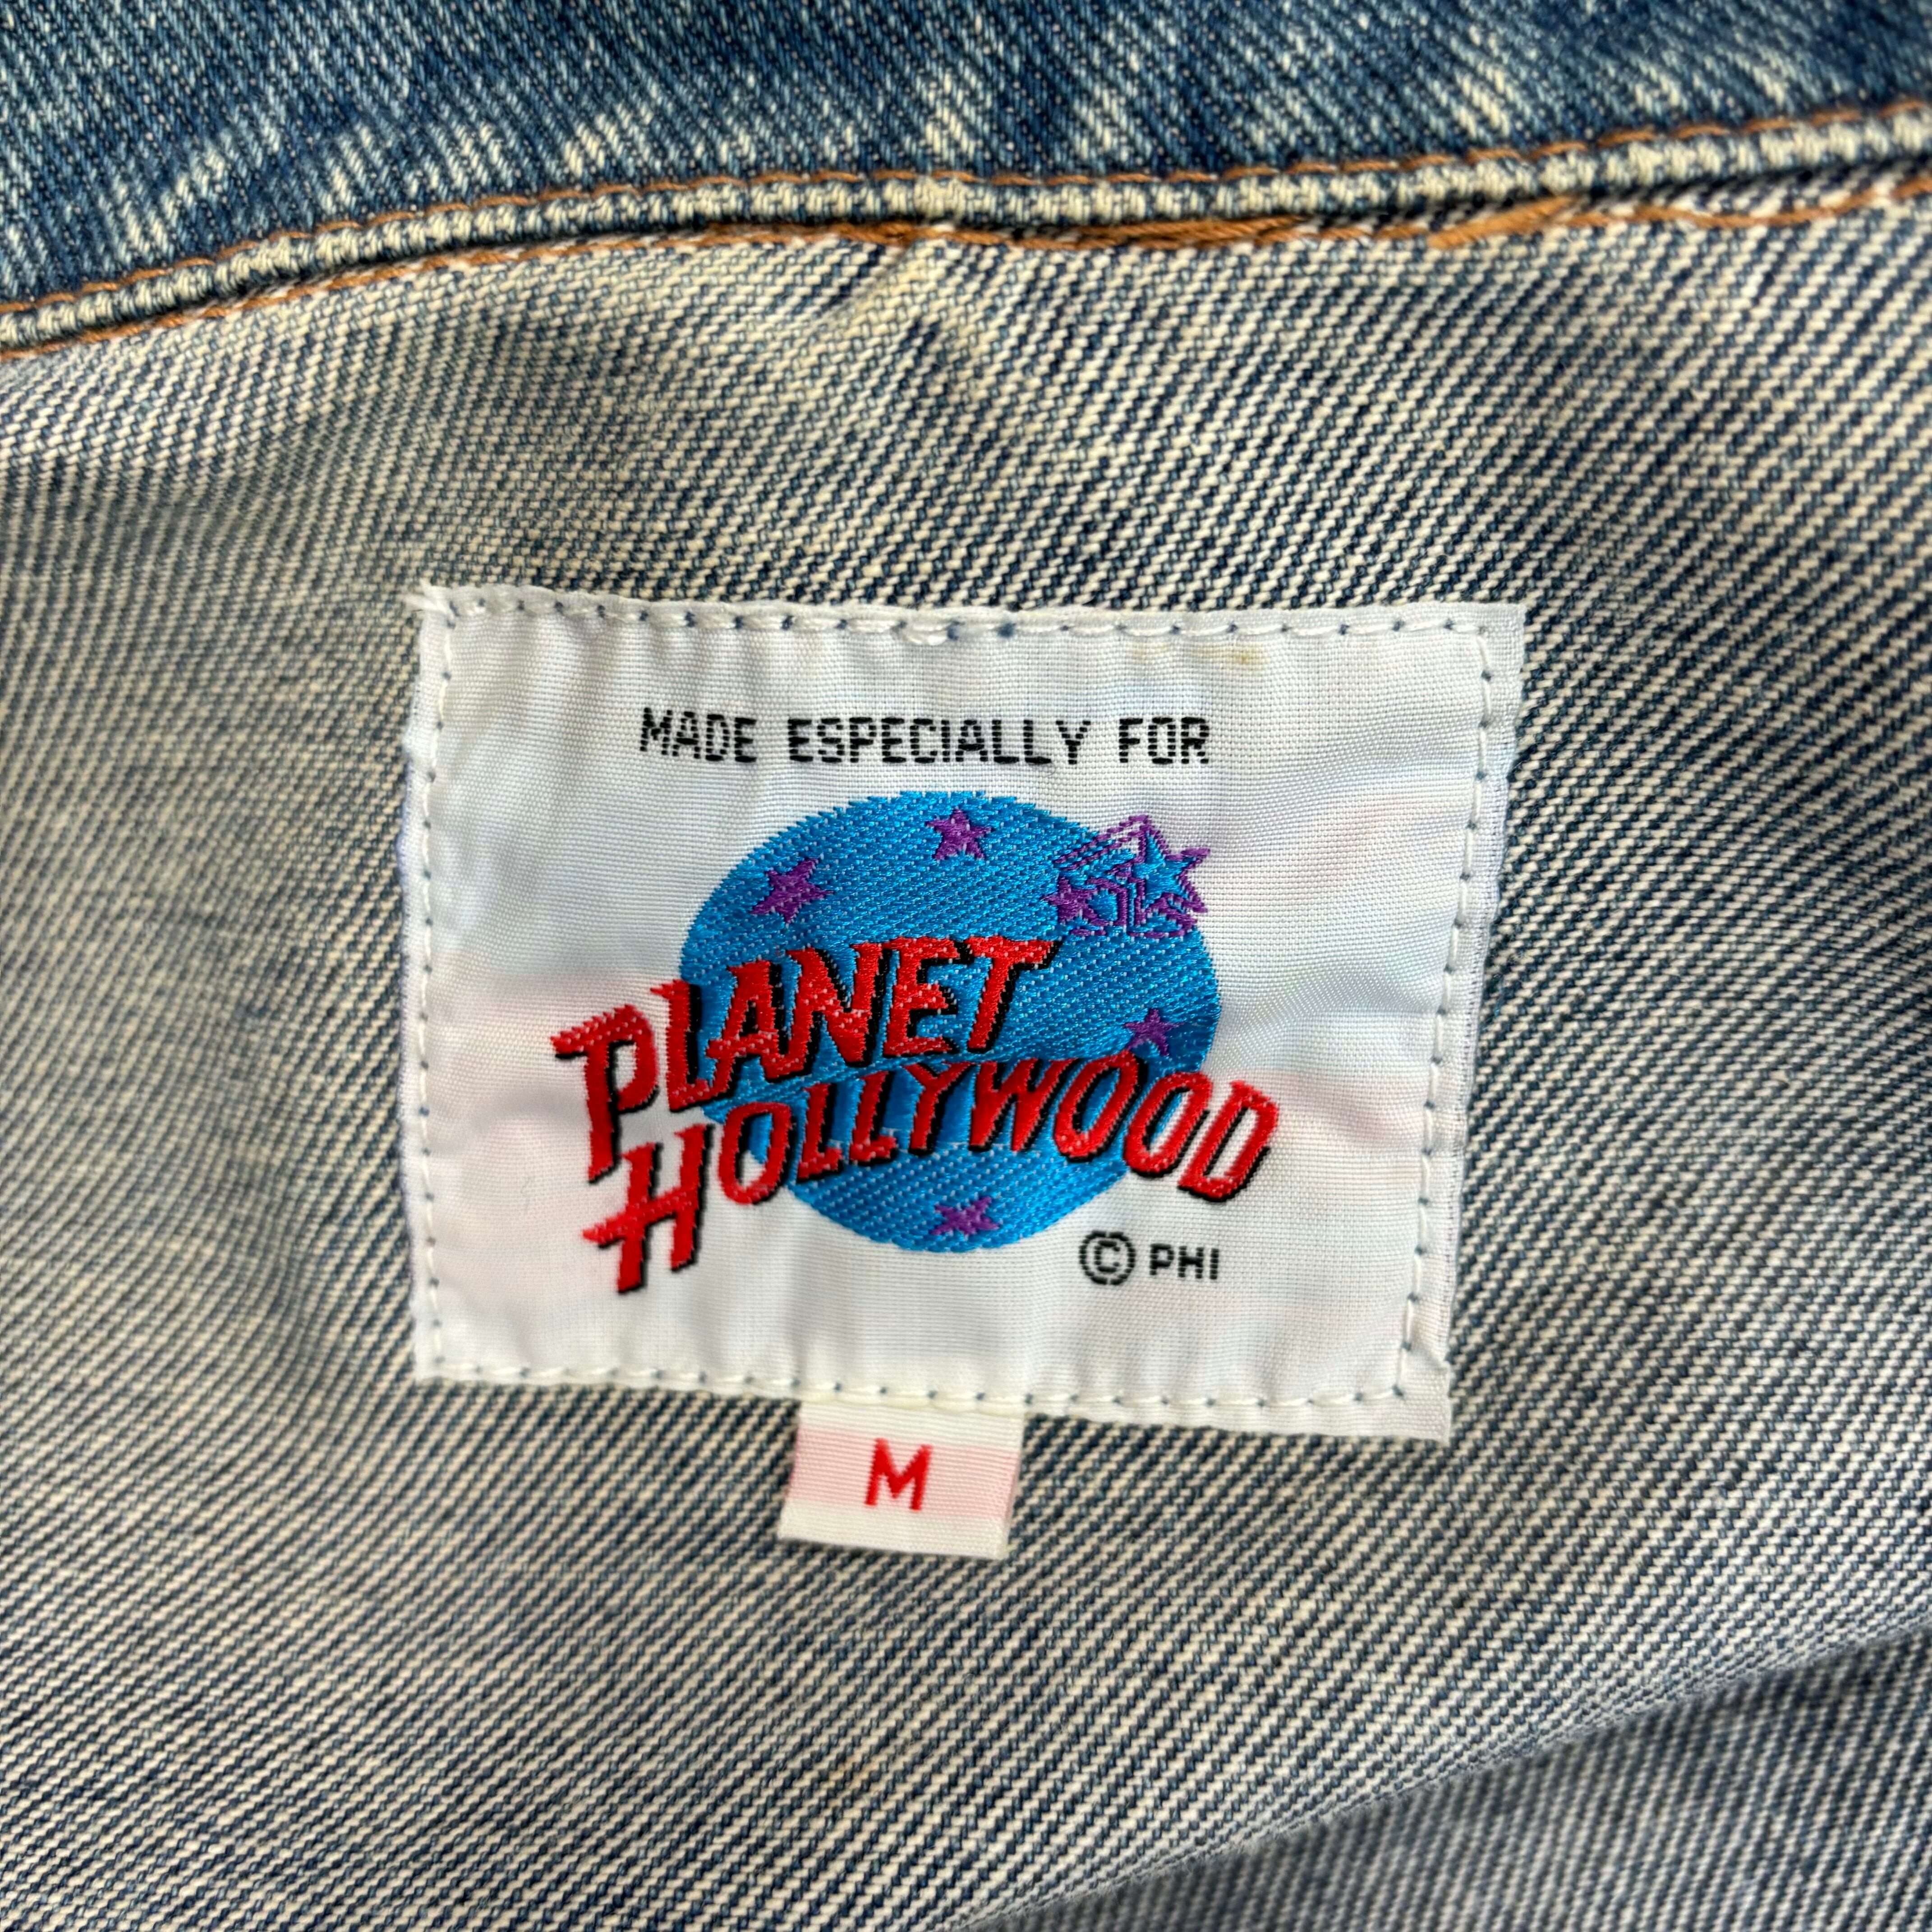 MADE ESPECIALLY FOR
PLANET
HOLLYWOOD
© PHI
M